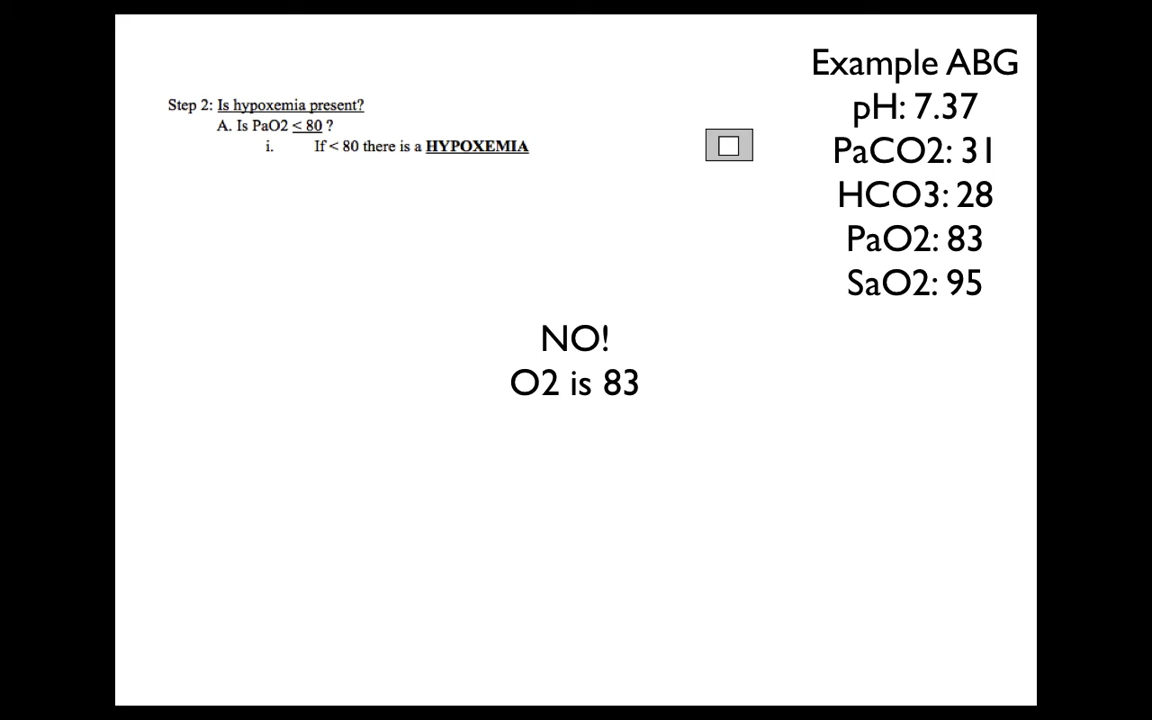 Step 2: Is hypoxemia present?
A. Is PaO2 < 80 ?
i. If < 80 there is a HYPOXEMIA
Example ABG
pH: 7.37
PaCO2: 31
HCO3: 28
PaO2: 83
SaO2: 95
NO!
O2 is 83